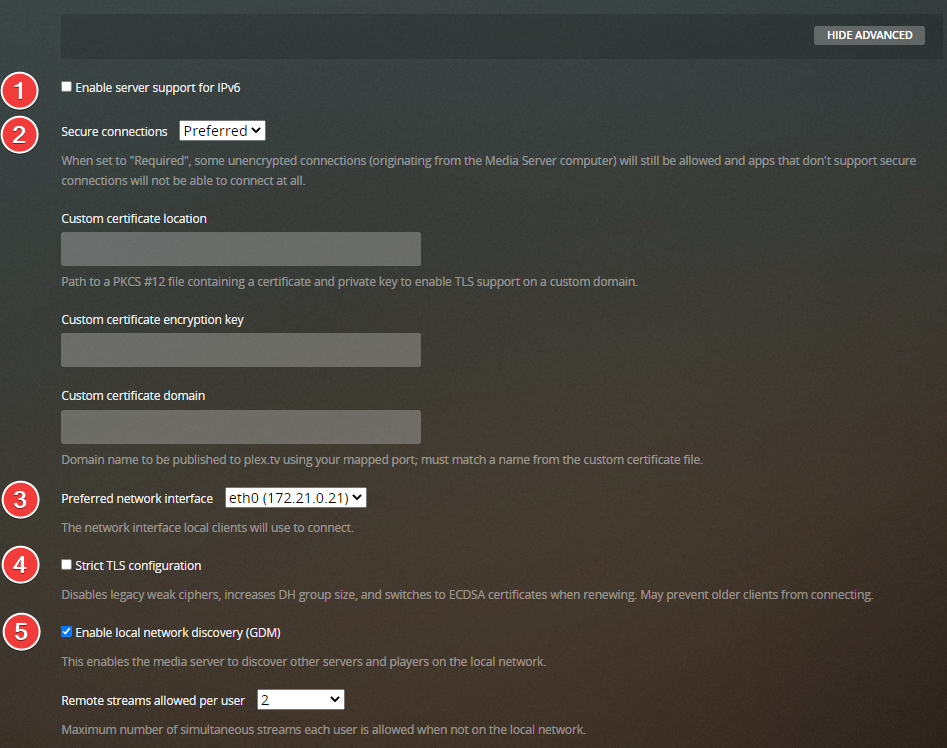 HIDE ADVANCED
1
Enable server support for IPv6
2
Secure connections Preferred
When set to "Required", some unencrypted connections (originating from the Media Server computer) will still be allowed and apps that don't support secure
connections will not be able to connect at all.
Custom certificate location
Path to a PKCS #12 file containing a certificate and private key to enable TLS support on a custom domain.
Custom certificate encryption key
Custom certificate domain
Domain name to be published to plex.tv using your mapped port; must match a name from the custom certificate file.
3
Preferred network interface eth0 (172.21.0.21)
The network interface local clients will use to connect.
4
Strict TLS configuration
Disables legacy weak ciphers, increases DH group size, and switches to ECDSA certificates when renewing. May prevent older clients from connecting.
5
Enable local network discovery (GDM)
This enables the media server to discover other servers and players on the local network.
Remote streams allowed per user 2
Maximum number of simultaneous streams each user is allowed when not on the local network.